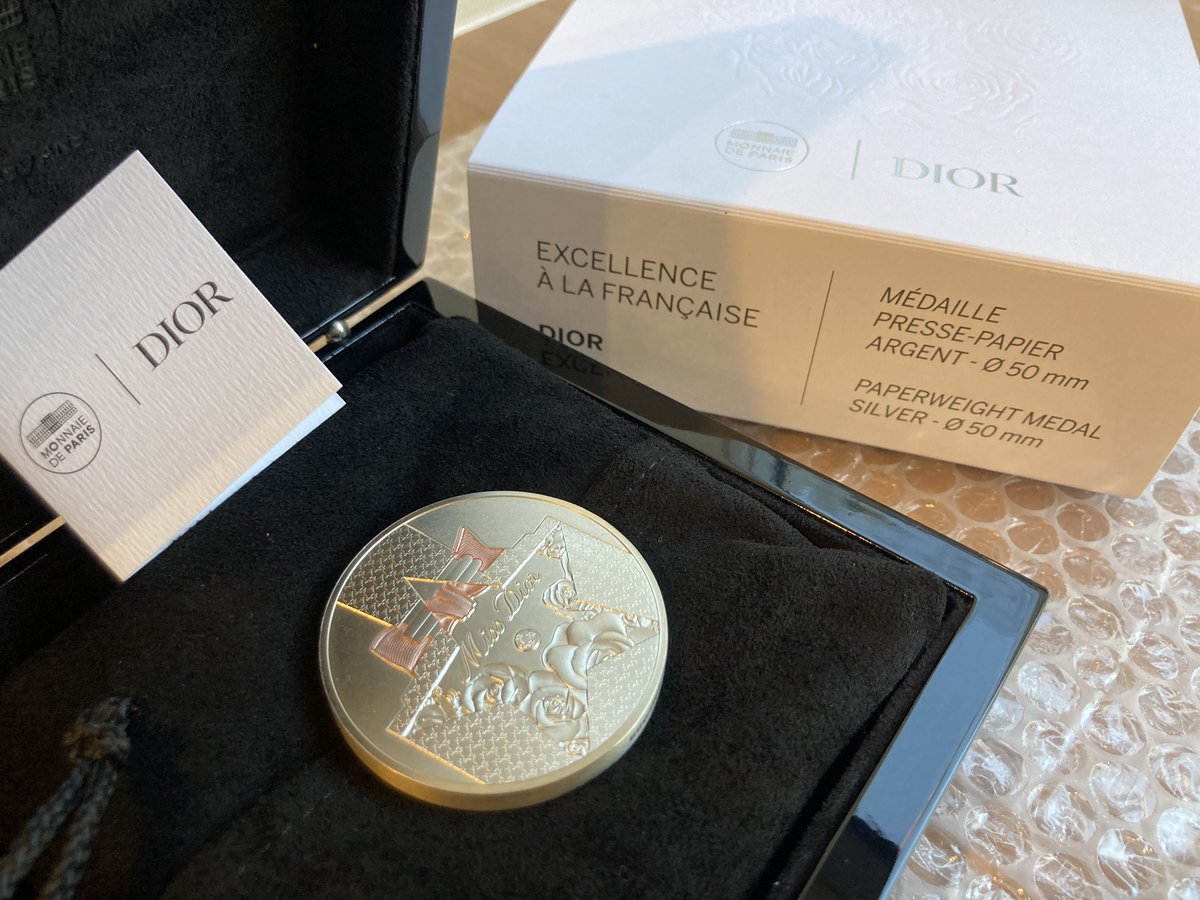 MONNAIE
DE PARIS
DIOR
EXCELLENCE
À LA FRANÇAISE
DIOR
MÉDAILLE
PRESSE-PAPIER
ARGENT - Ø 50 mm
PAPERWEIGHT MEDAL
SILVER - Ø 50 mm
MONNAIE
DE PARIS
DIOR
Miss Dior